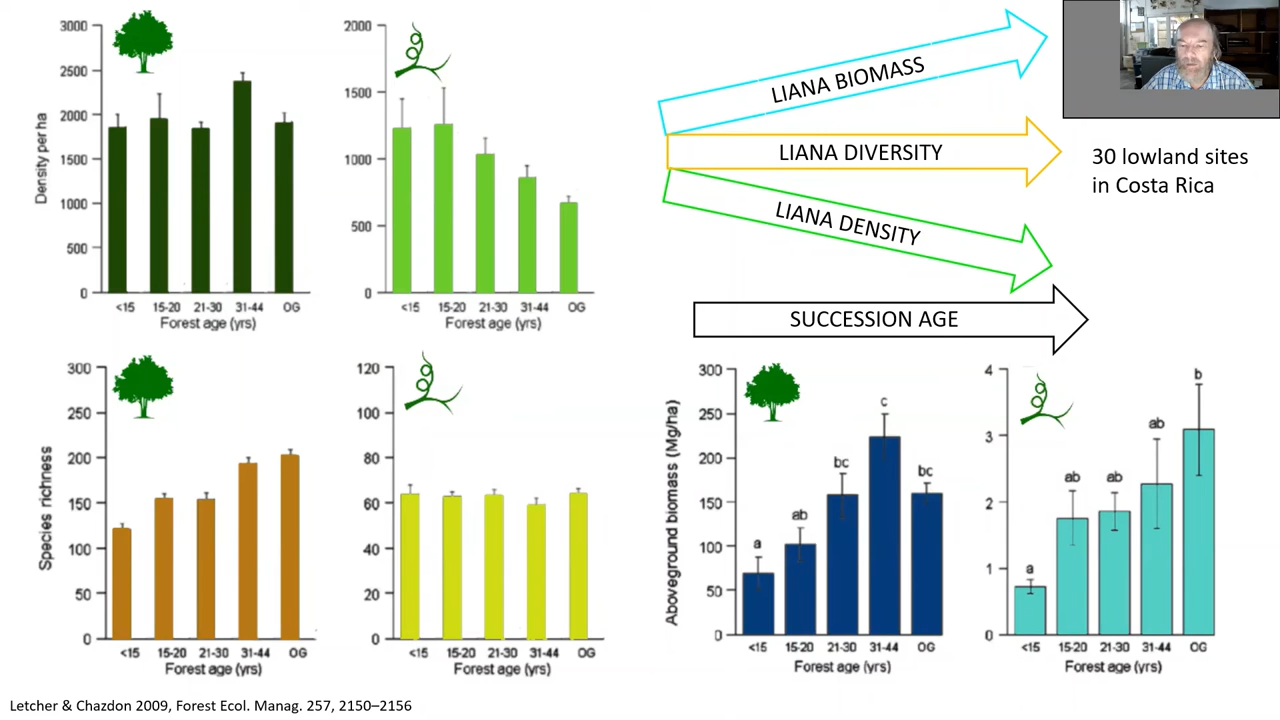 3000
2500
2000
1500
1000
500
0
Density per ha
<15 15-20 21-30 31-44 OG
Forest age (yrs)
2000
1500
1000
500
0
<15 15-20 21-30 31-44 OG
Forest age (yrs)
LIANA BIOMASS
LIANA DIVERSITY
LIANA DENSITY
SUCCESSION AGE
30 lowland sites
in Costa Rica
300
250
200
150
100
50
0
Species richness
<15 15-20 21-30 31-44 OG
Forest age (yrs)
120
100
80
60
40
20
0
<15 15-20 21-30 31-44 OG
Forest age (yrs)
300
250
200
150
100
50
0
Aboveground biomass (Mg/ha)
a ab bc c bc
<15 15-20 21-30 31-44 OG
Forest age (yrs)
4
3
2
1
0
a ab ab ab b
<15 15-20 21-30 31-44 OG
Forest age (yrs)
Letcher & Chazdon 2009, Forest Ecol. Manag. 257, 2150–2156